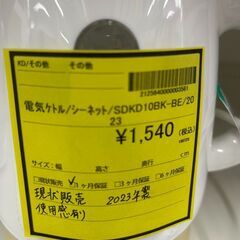 KD/その他 その他
2125840000003561
電気ケトル/シーネット/SDKD10BK-BE/20
23
¥1,540 (税込)
サイズ:幅 高さ 奥 cm
□現状販売 ☑1ヶ月保証 □3ヶ月保証 □6ヶ月保証
現状販売 2023年製
使用感有り